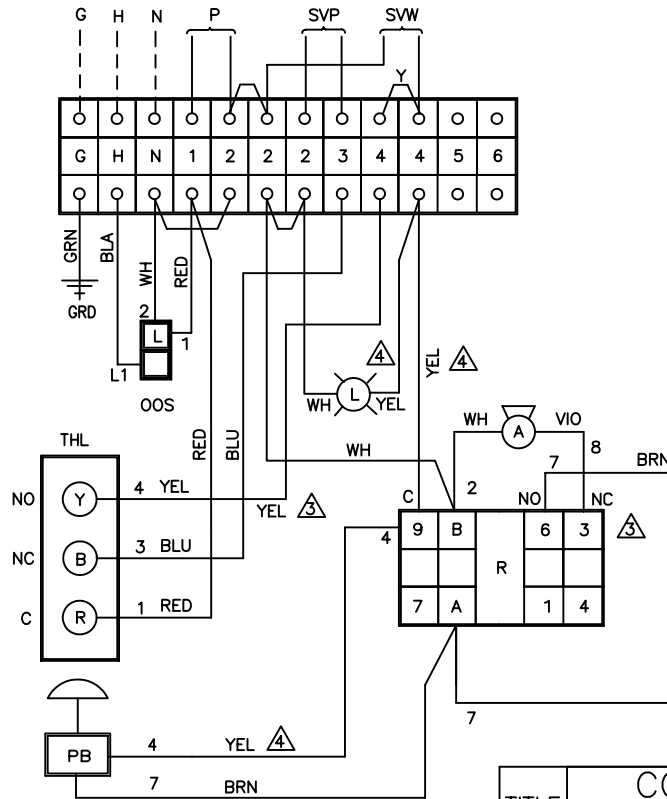 G H N P SVP SVW
Y
G H N 1 2 2 2 3 4 4 5 6
GRN BLA WH RED
GRD
2
L 1
L1
OOS
4
YEL 4
WH L YEL
RED BLU
WH A VIO
8
THL
WH
7 BRN
NO Y 4 YEL
YEL 3
C 2 NO NC
4 9 B 6 3 3
NC B 3 BLU
R
C R 1 RED
7 A 1 4
7
PB 4 YEL 4
7 BRN
TITLE CO